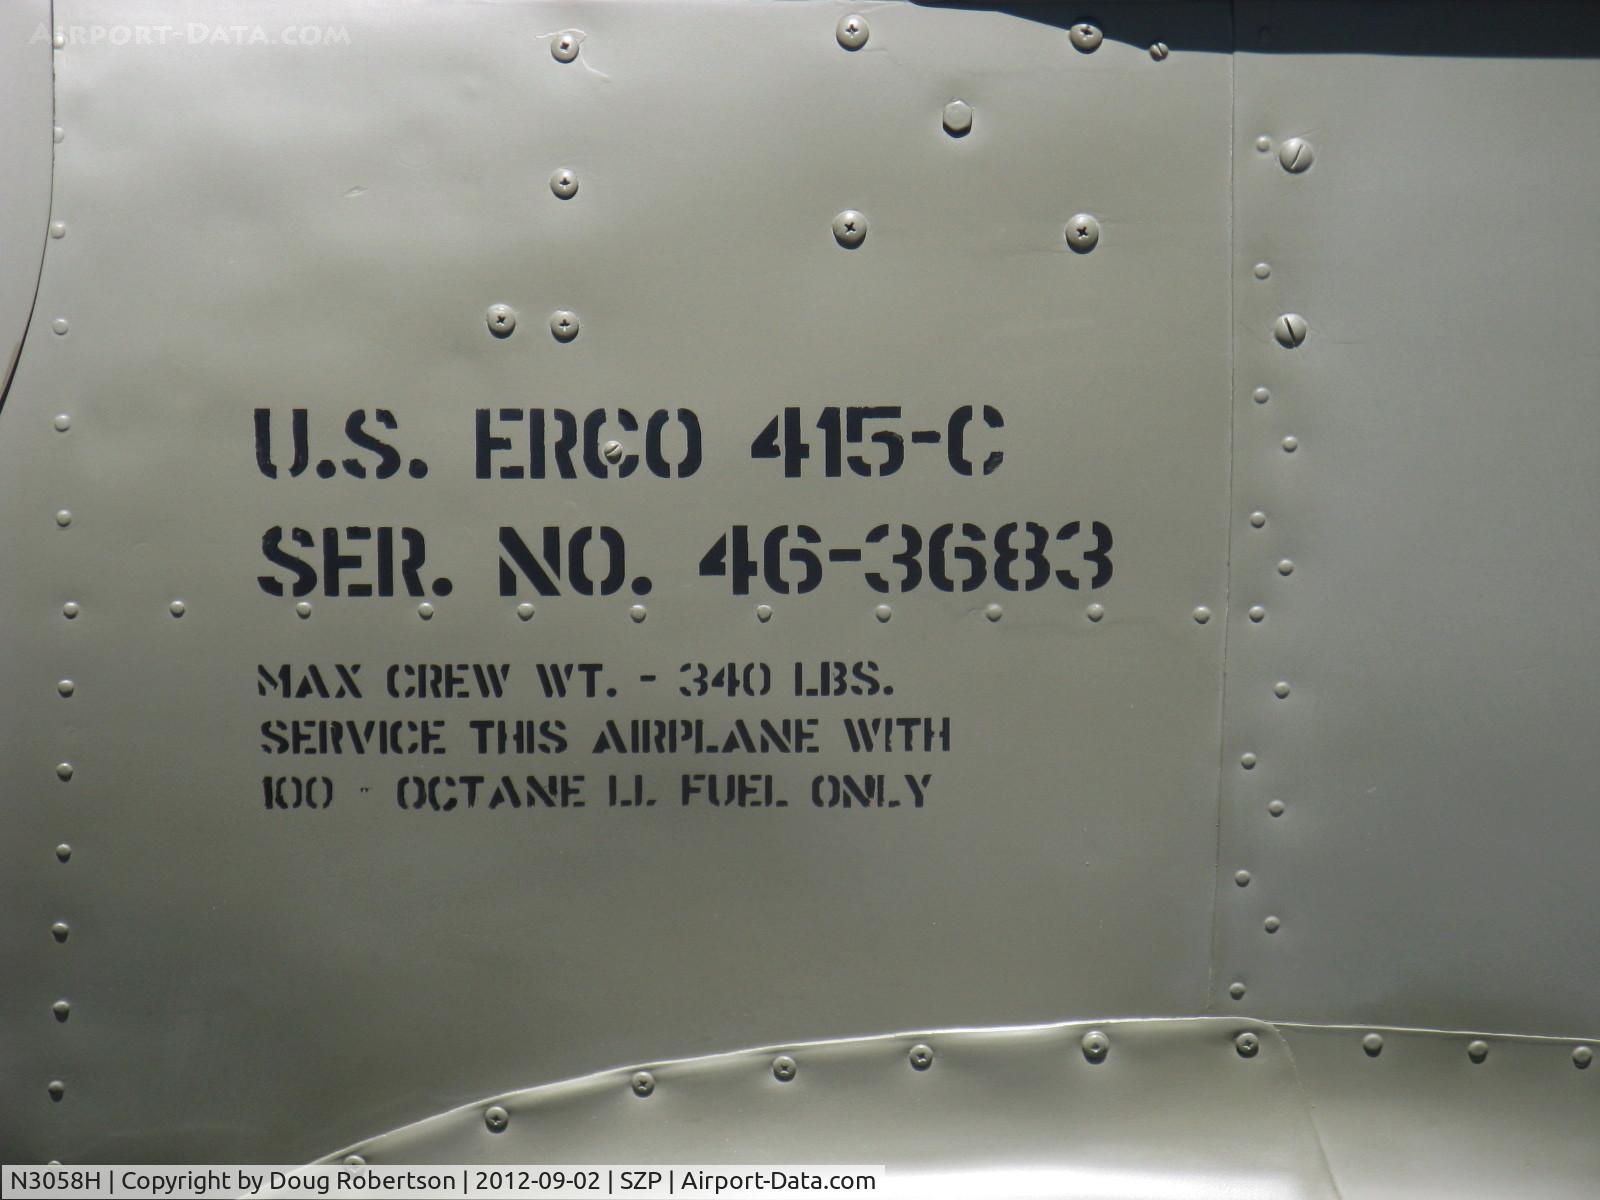 Airport-Data.com
U.S. ERCO 415-C
SER. NO. 46-3683
MAX CREW WT. - 340 LBS.
SERVICE THIS AIRPLANE WITH
100 - OCTANE LL FUEL ONLY
N3058H | Copyright by Doug Robertson | 2012-09-02 | SZP | Airport-Data.com